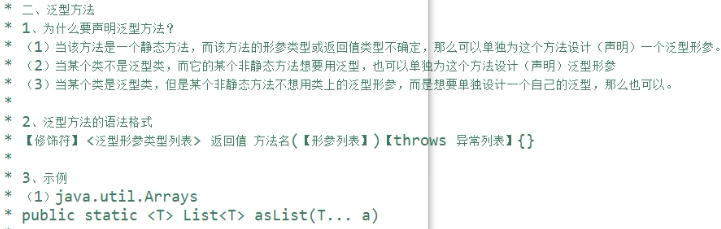 * 二、泛型方法
* 1、为什么要声明泛型方法？
* （1）当该方法是一个静态方法，而该方法的形参类型或返回值类型不确定，那么可以单独为这个方法设计（声明）一个泛型形参。
* （2）当某个类不是泛型类，而它的某个非静态方法想要用泛型，也可以单独为这个方法设计（声明）泛型形参
* （3）当某个类是泛型类，但是某个非静态方法不想用类上的泛型形参，而是想要单独设计一个自己的泛型，那么也可以。
*
* 2、泛型方法的语法格式
* 【修饰符】 <泛型形参类型列表> 返回值 方法名(【形参列表】)【throws 异常列表】{}
*
* 3、示例
* （1）java.util.Arrays
* public static <T> List<T> asList(T... a)